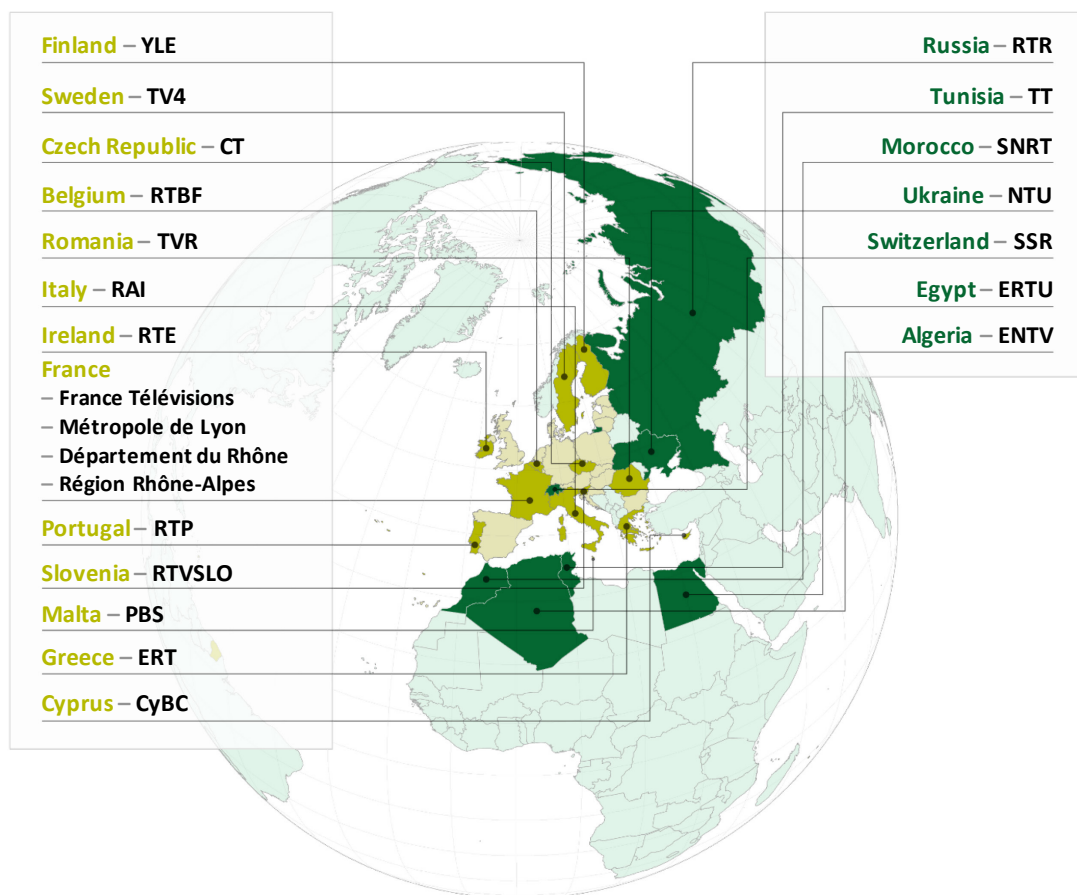 Finland – YLE
Sweden – TV4
Czech Republic – CT
Belgium – RTBF
Romania – TVR
Italy – RAI
Ireland – RTE
France
– France Télévisions
– Métropole de Lyon
– Département du Rhône
– Région Rhône-Alpes
Portugal – RTP
Slovenia – RTVSLO
Malta – PBS
Greece – ERT
Cyprus – CyBC
Russia – RTR
Tunisia – TT
Morocco – SNRT
Ukraine – NTU
Switzerland – SSR
Egypt – ERTU
Algeria – ENTV